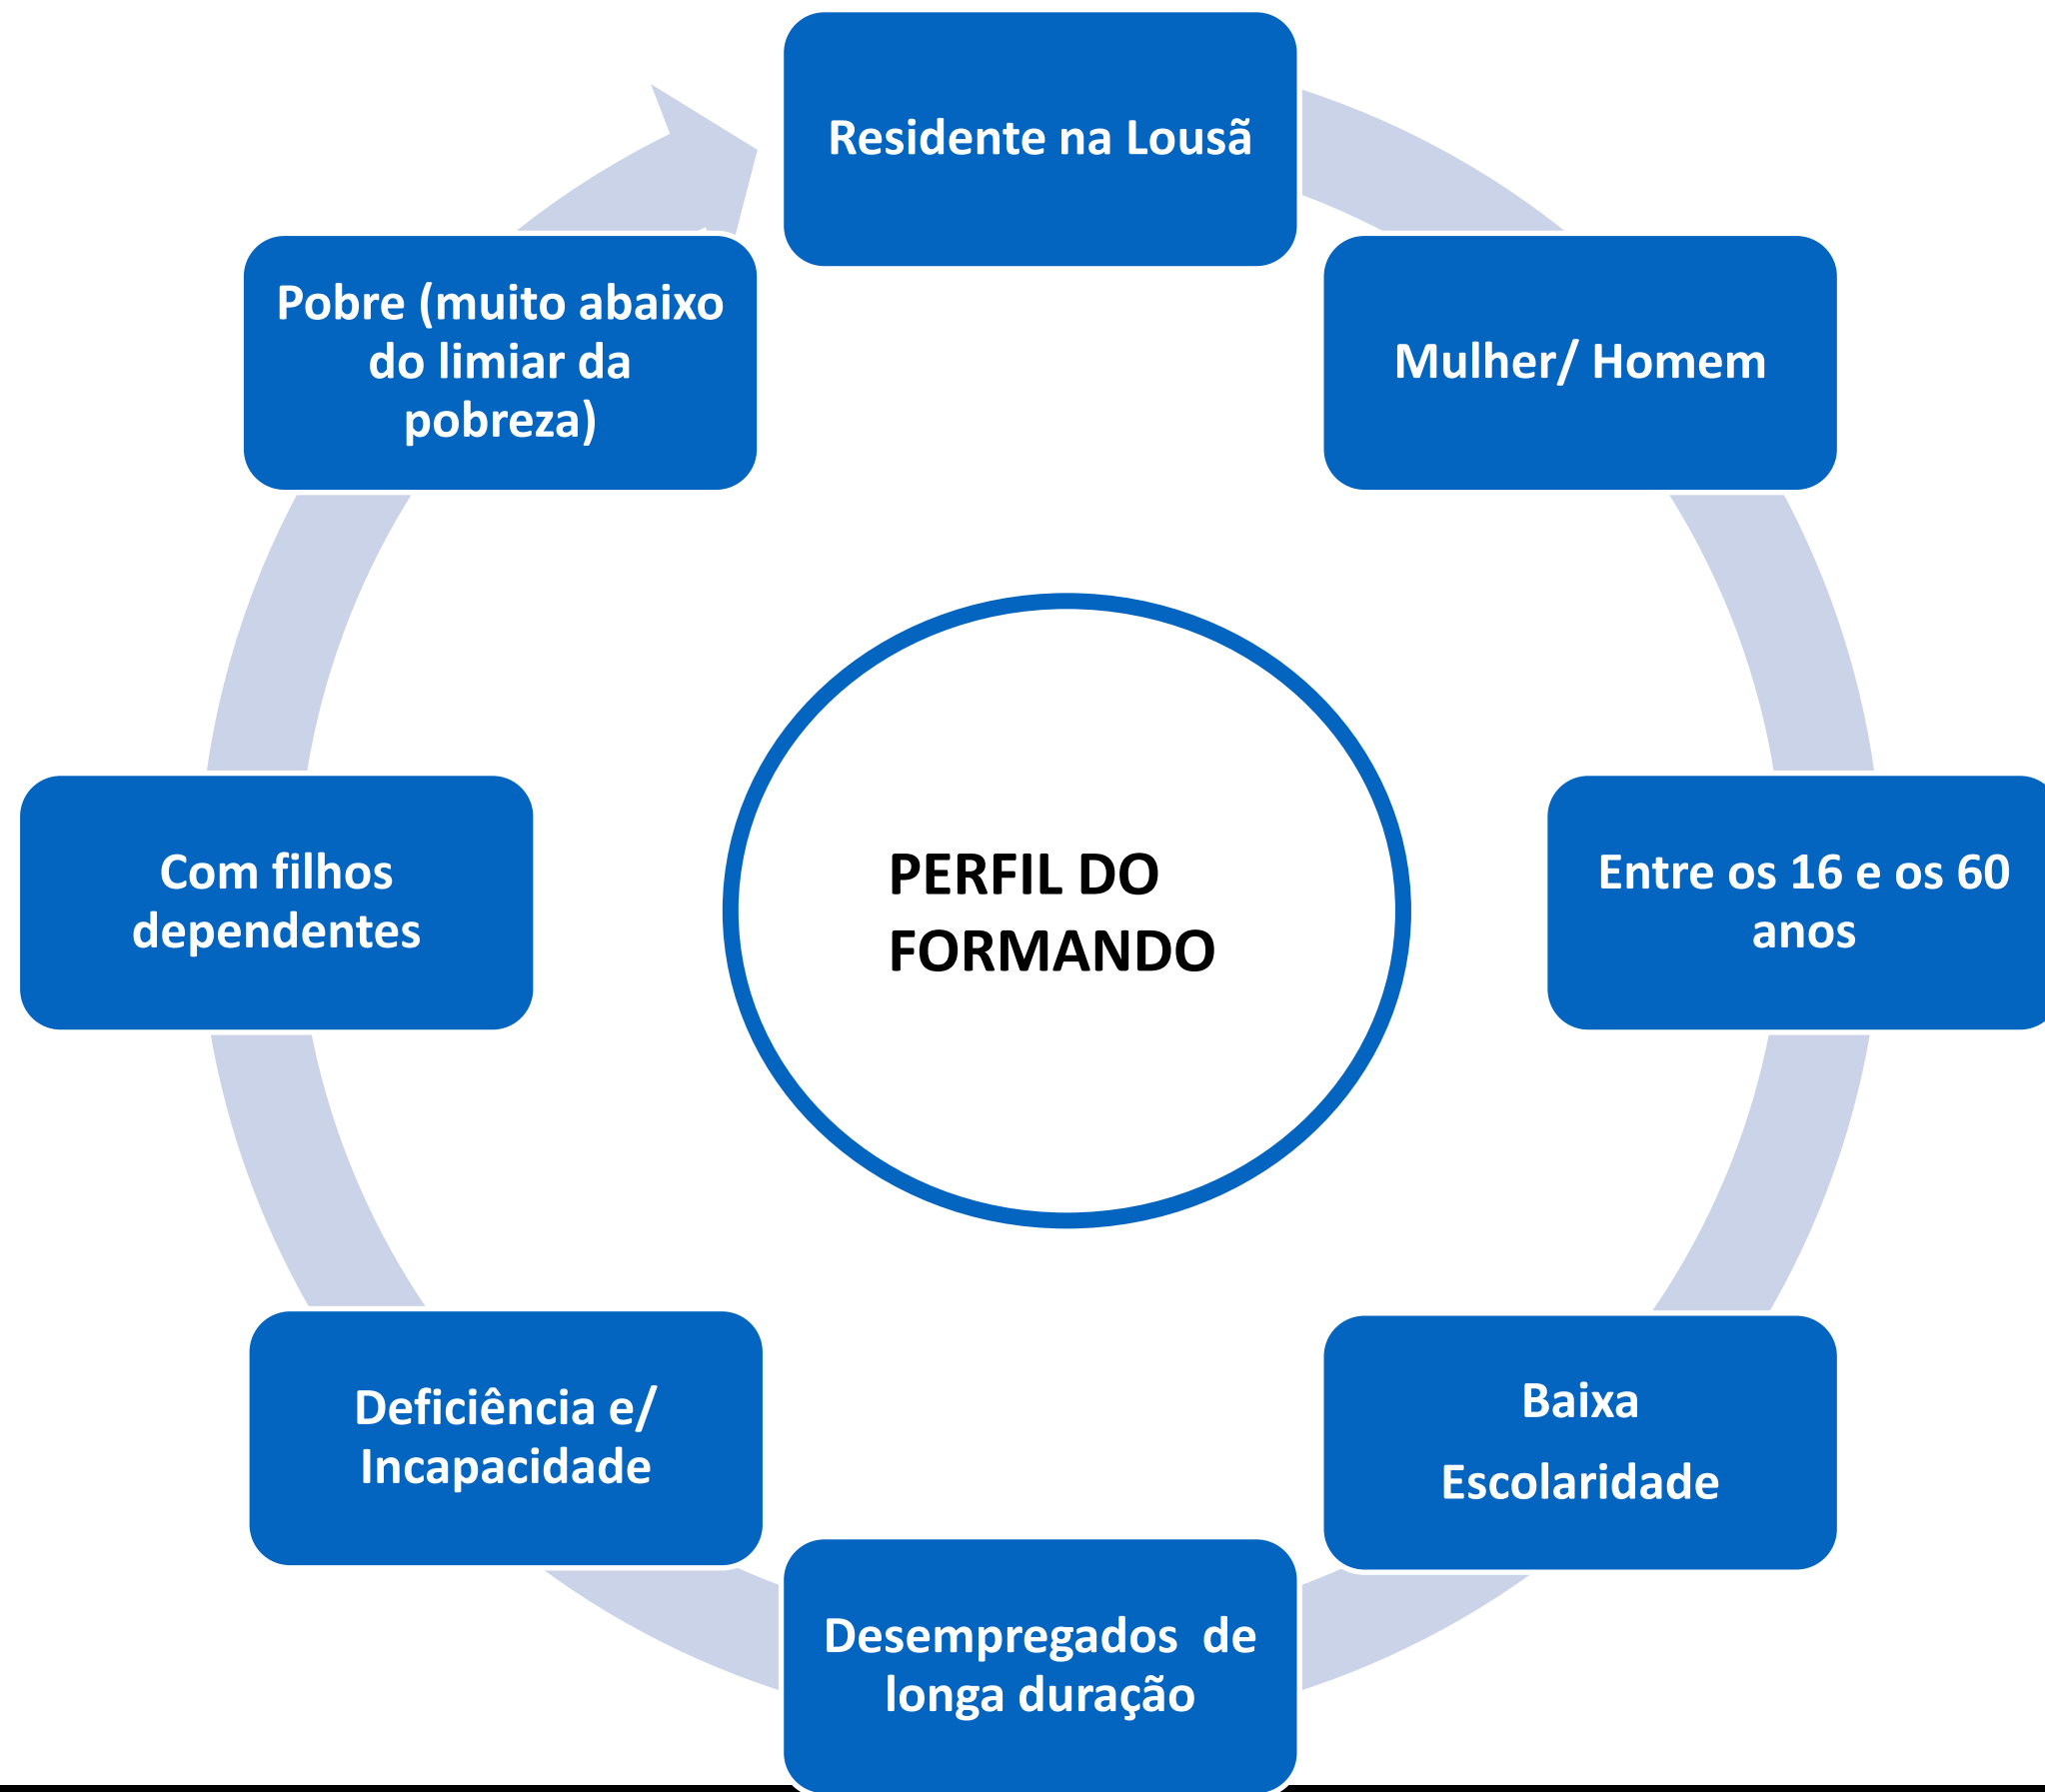 Residente na Lousã
Mulher/ Homem
Entre os 16 e os 60
anos
Baixa
Escolaridade
Desempregados  de
longa duração
Deficiência e/
Incapacidade
Com filhos
dependentes
Pobre (muito abaixo
do limiar da
pobreza)
PERFIL DO
FORMANDO